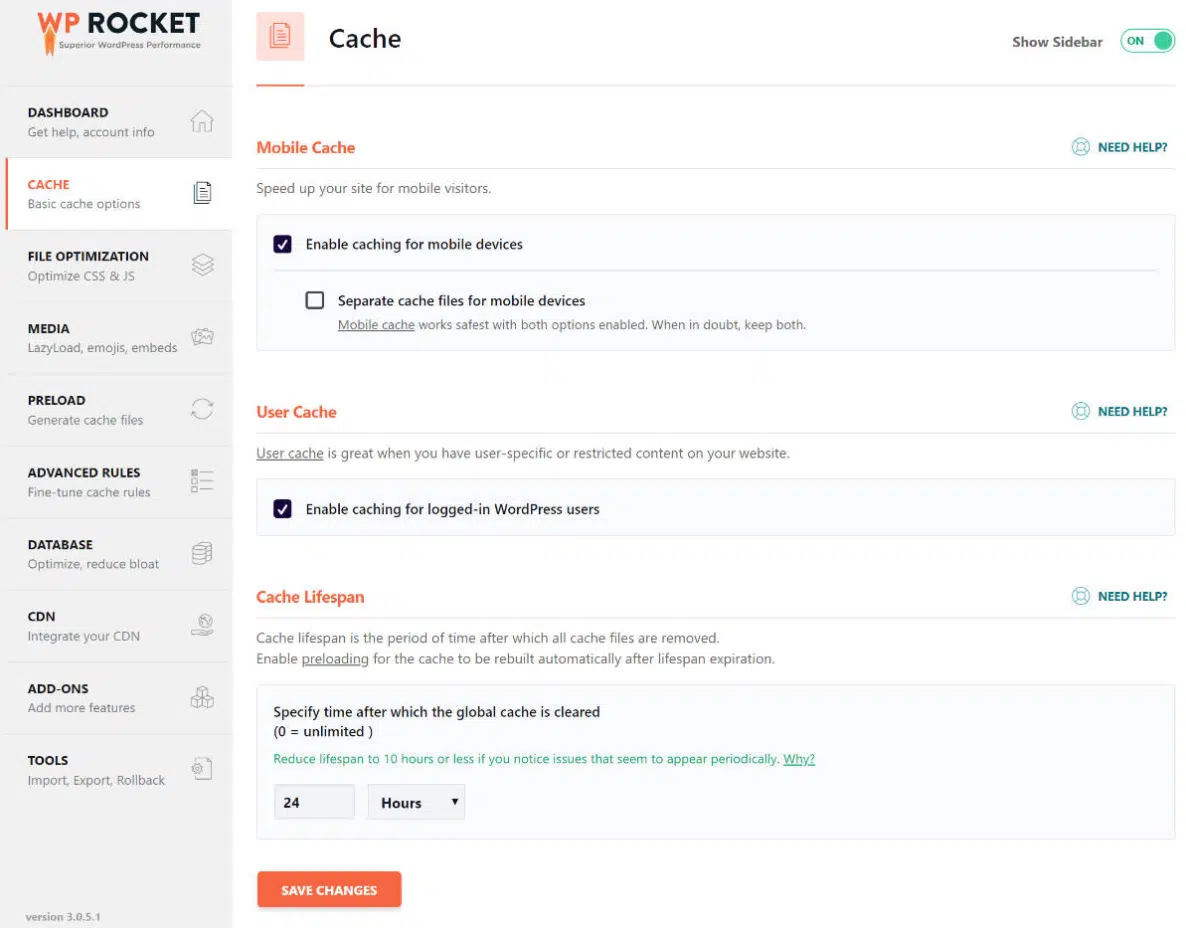 WP ROCKET
Superior WordPress Performance
DASHBOARD
Get help, account info
CACHE
Basic cache options
FILE OPTIMIZATION
Optimize CSS & JS
MEDIA
LazyLoad, emojis, embeds
PRELOAD
Generate cache files
ADVANCED RULES
Fine-tune cache rules
DATABASE
Optimize, reduce bloat
CDN
Integrate your CDN
ADD-ONS
Add more features
TOOLS
Import, Export, Rollback
version 3.0.5.1
Cache
Show Sidebar ON
Mobile Cache NEED HELP?
Speed up your site for mobile visitors.
Enable caching for mobile devices
Separate cache files for mobile devices
Mobile cache works safest with both options enabled. When in doubt, keep both.
User Cache NEED HELP?
User cache is great when you have user-specific or restricted content on your website.
Enable caching for logged-in WordPress users
Cache Lifespan NEED HELP?
Cache lifespan is the period of time after which all cache files are removed.
Enable preloading for the cache to be rebuilt automatically after lifespan expiration.
Specify time after which the global cache is cleared
(0 = unlimited )
Reduce lifespan to 10 hours or less if you notice issues that seem to appear periodically. Why?
24 Hours
SAVE CHANGES